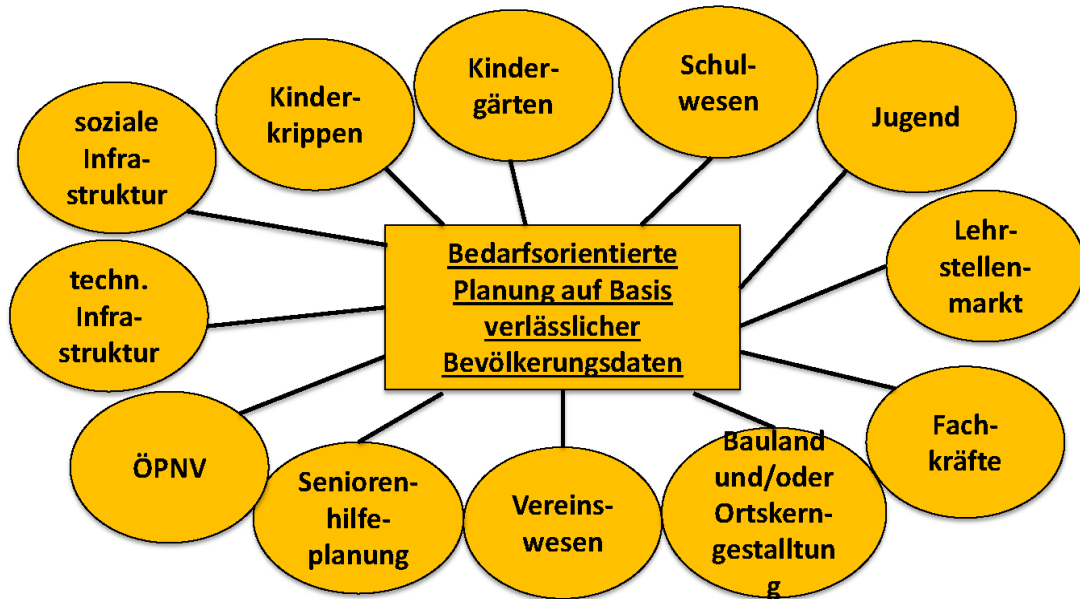 soziale
Infra-
struktur
Kinder-
krippen
Kinder-
gärten
Schul-
wesen
Jugend
Lehr-
stellen-
markt
Fach-
kräfte
Bauland
und/oder
Ortskern-
gestalltun
g
Vereins-
wesen
Senioren-
hilfe-
planung
ÖPNV
techn.
Infra-
struktur
Bedarfsorientierte
Planung auf Basis
verlässlicher
Bevölkerungsdaten